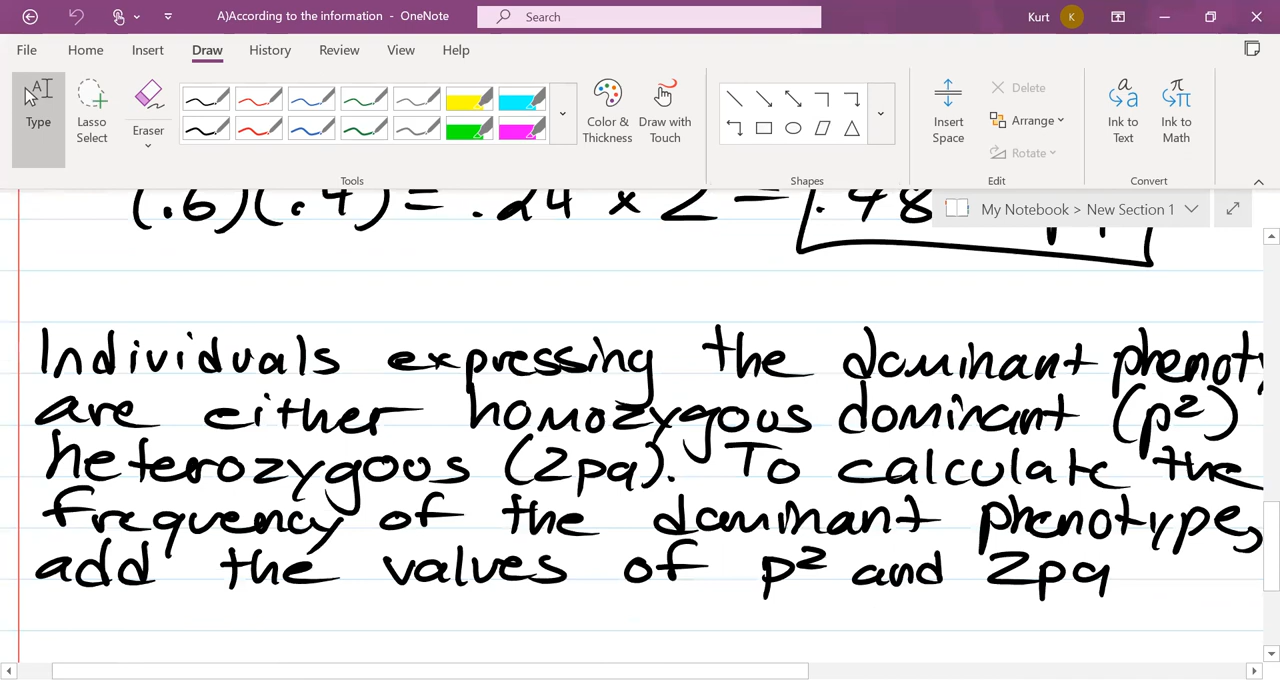 A)According to the information - OneNote
Search
Kurt K
File Home Insert Draw History Review View Help
Type
Lasso Select
Eraser
Color & Thickness
Draw with Touch
Insert Space
Delete
Arrange
Rotate
Ink to Text
Ink to Math
Tools Shapes Edit Convert
(.6)(.4) = .24 x 2 = .48
My Notebook > New Section 1
Individuals expressing the dominant phenoty
are either homozygous dominant (p²)
heterozygous (2pq). To calculate the
frequency of the dominant phenotypes,
add the values of p² and 2pq